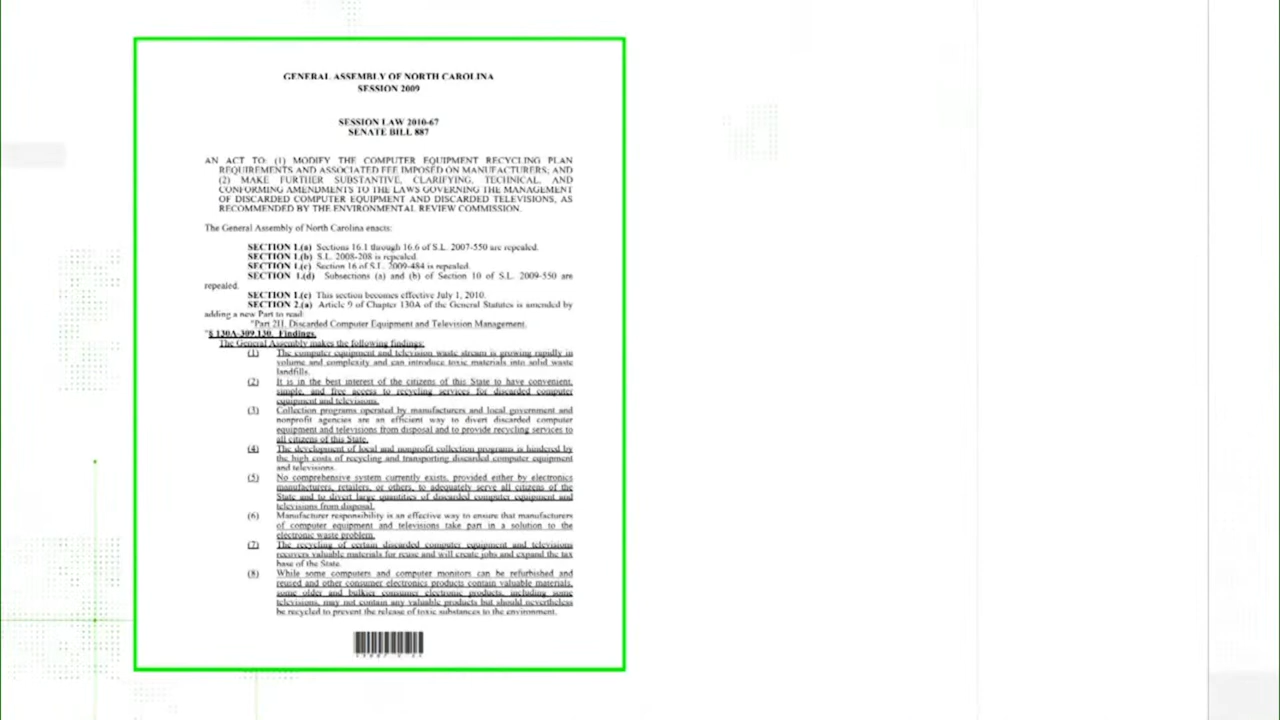 GENERAL ASSEMBLY OF NORTH CAROLINA
SESSION 2009
SESSION LAW 2010-67
SENATE BILL 887
AN ACT TO: (1) MODIFY THE COMPUTER EQUIPMENT RECYCLING PLAN
REQUIREMENTS AND ASSOCIATED FEE IMPOSED ON MANUFACTURERS; AND
(2) MAKE FURTHER SUBSTANTIVE, CLARIFYING, TECHNICAL, AND
CONFORMING AMENDMENTS TO THE LAWS GOVERNING THE MANAGEMENT
OF DISCARDED COMPUTER EQUIPMENT AND DISCARDED TELEVISIONS, AS
RECOMMENDED BY THE ENVIRONMENTAL REVIEW COMMISSION.
The General Assembly of North Carolina enacts:
SECTION 1.(a) Sections 16.1 through 16.6 of S.L. 2007-550 are repealed.
SECTION 1.(b) S.L. 2008-208 is repealed.
SECTION 1.(c) Section 16 of S.L. 2009-484 is repealed.
SECTION 1.(d) Subsections (a) and (b) of Section 10 of S.L. 2009-550 are
repealed.
SECTION 1.(e) This section becomes effective July 1, 2010.
SECTION 2.(a) Article 9 of Chapter 130A of the General Statutes is amended by
adding a new Part to read:
"Part 2H. Discarded Computer Equipment and Television Management.
"§ 130A-309.130. Findings.
The General Assembly makes the following findings:
(1) The computer equipment and television waste stream is growing rapidly in
volume and complexity and can introduce toxic materials into solid waste
landfills.
(2) It is in the best interest of the citizens of this State to have convenient,
simple, and free access to recycling services for discarded computer
equipment and televisions.
(3) Collection programs operated by manufacturers and local government and
nonprofit agencies are an efficient way to divert discarded computer
equipment and televisions from disposal and to provide recycling services to
all citizens of this State.
(4) The development of local and nonprofit collection programs is hindered by
the high costs of recycling and transporting discarded computer equipment
and televisions.
(5) No comprehensive system currently exists, provided either by electronics
manufacturers, retailers, or others, to adequately serve all citizens of the
State and to divert large quantities of discarded computer equipment and
televisions from disposal.
(6) Manufacturer responsibility is an effective way to ensure that manufacturers
of computer equipment and televisions take part in a solution to the
electronic waste problem.
(7) The recycling of certain discarded computer equipment and televisions
recovers valuable materials for reuse and will create jobs and expand the tax
base of the State.
(8) While some computers and computer monitors can be refurbished and
reused and other consumer electronics products contain valuable materials,
some older and bulkier consumer electronic products, including some
televisions, may not contain any valuable products but should nevertheless
be recycled to prevent the release of toxic substances to the environment.